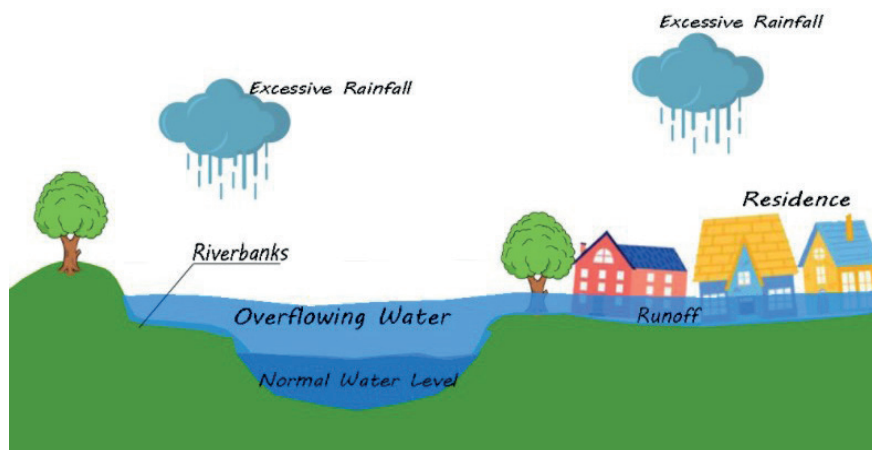 Excessive Rainfall
Excessive Rainfall
Residence
Riverbanks
Overflowing Water
Runoff
Normal Water Level